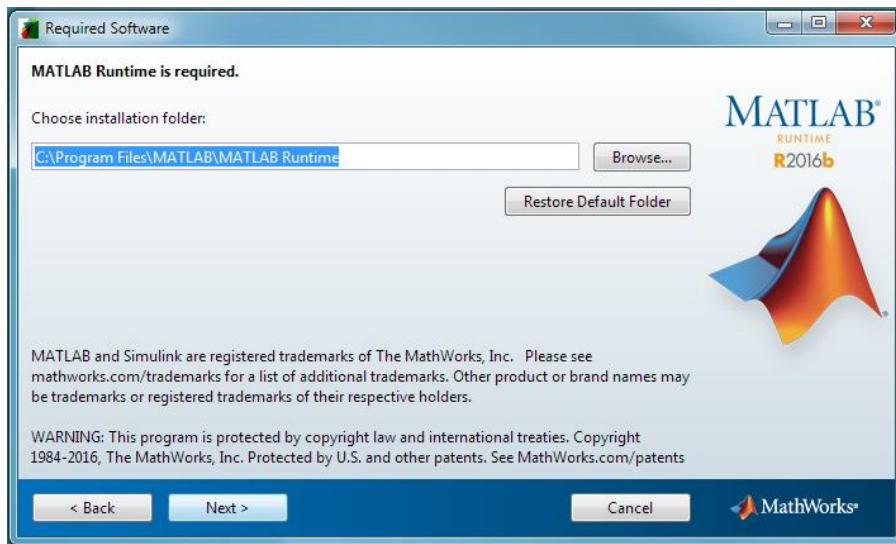 Required Software
MATLAB Runtime is required.
Choose installation folder:
C:\Program Files\MATLAB\MATLAB Runtime
Browse...
Restore Default Folder
MATLAB®
RUNTIME
R2016b
MATLAB and Simulink are registered trademarks of The MathWorks, Inc.   Please see
mathworks.com/trademarks for a list of additional trademarks. Other product or brand names may
be trademarks or registered trademarks of their respective holders.
WARNING: This program is protected by copyright law and international treaties. Copyright
1984-2016, The MathWorks, Inc. Protected by U.S. and other patents. See MathWorks.com/patents
< Back
Next >
Cancel
MathWorks®